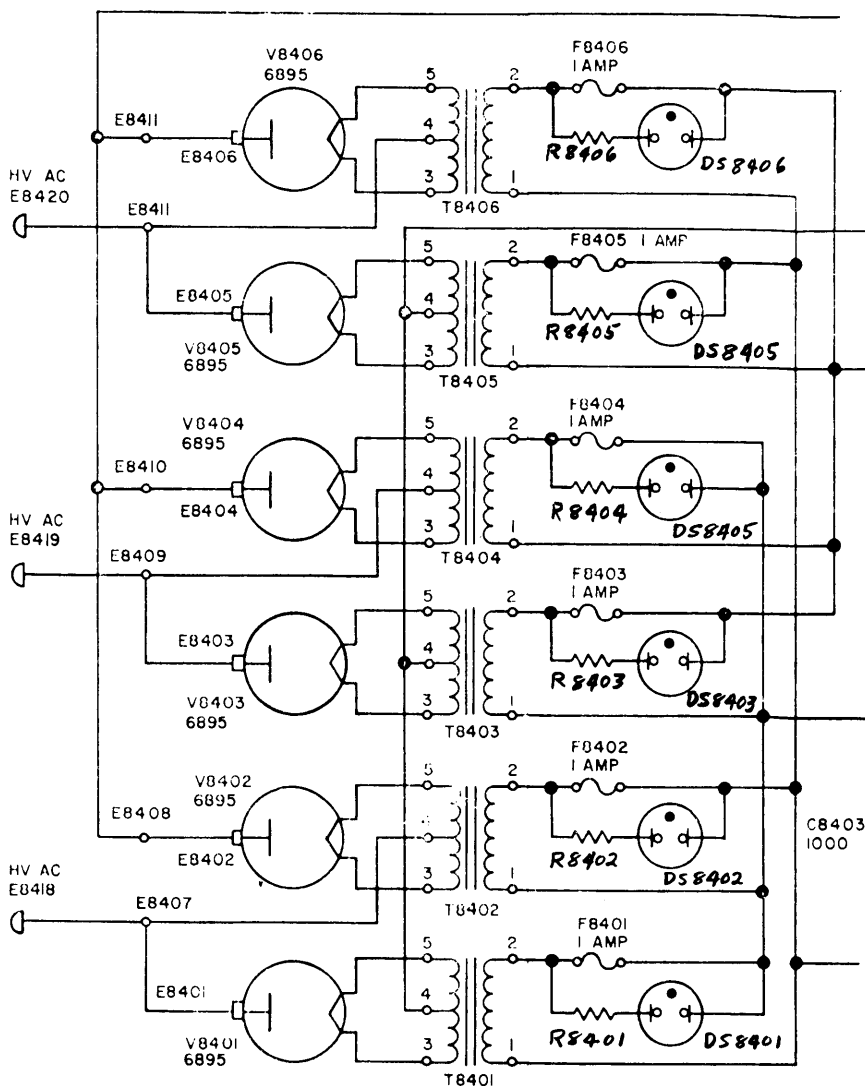 V8406
6895
E8411
E8406
HV AC
E8420
E8411
5
4
3
T8406
2
1
F8406
1 AMP
R8406
DS8406
E8405
V8405
6895
5
4
3
T8405
2
1
F8405 1 AMP
R8405
DS8405
V8404
6895
E8410
E8404
HV AC
E8419
E8409
5
4
3
T8404
2
1
F8404
1 AMP
R8404
DS8405
E8403
V8403
6895
5
4
3
T8403
2
1
F8403
1 AMP
R8403
DS8403
V8402
6895
E8408
E8402
HV AC
E8418
E8407
5
3
T8402
2
1
F8402
1 AMP
R8402
DS8402
C8403
1000
E8401
V8401
6895
5
4
3
T8401
2
1
F8401
1 AMP
R8401
DS8401